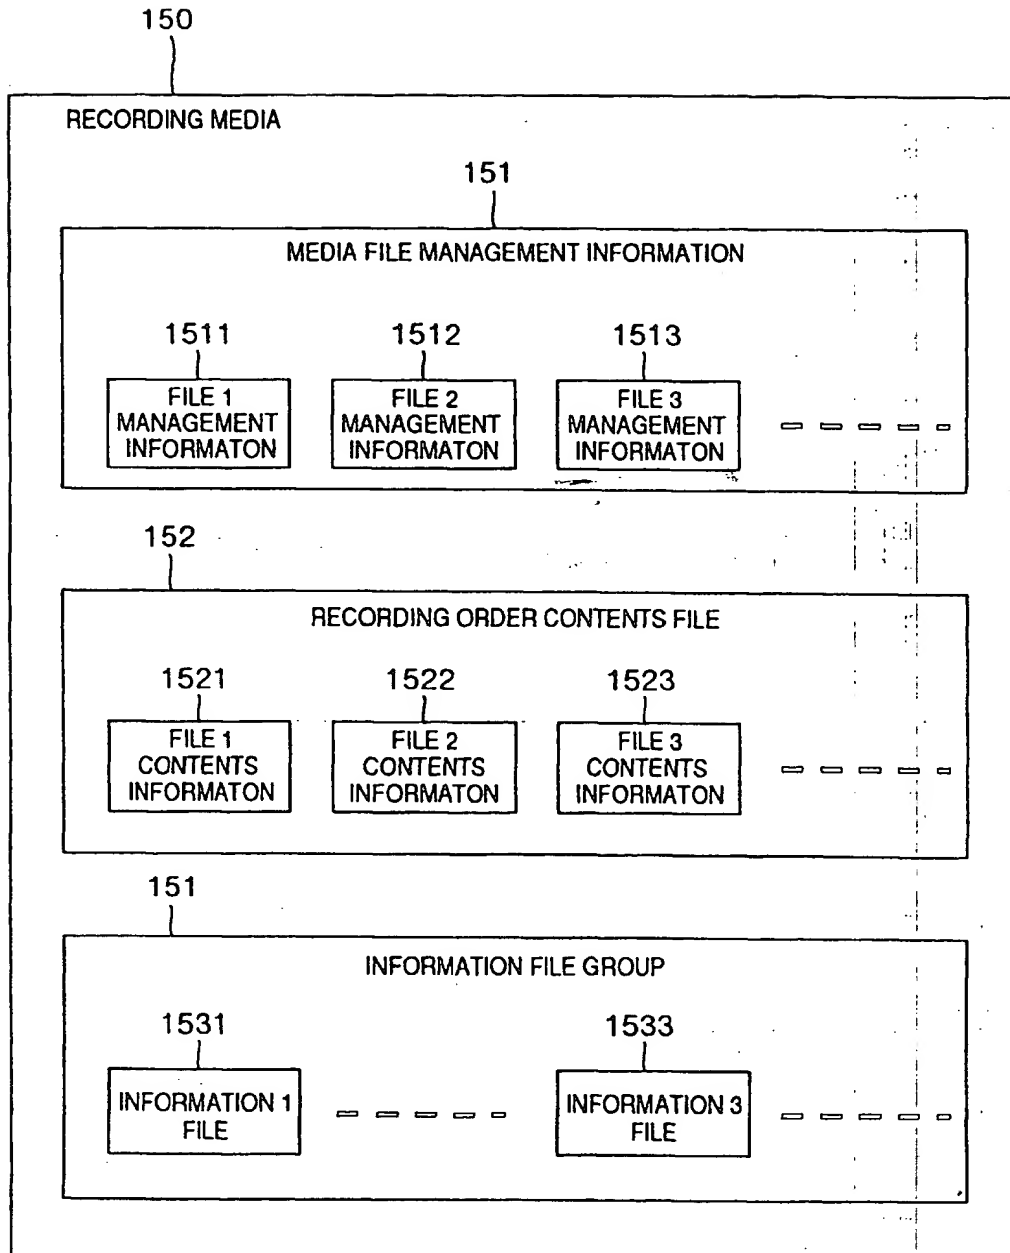 150
RECORDING MEDIA
151
MEDIA FILE MANAGEMENT INFORMATION
1511
1512
1513
FILE 1
MANAGEMENT
INFORMATON
FILE 2
MANAGEMENT
INFORMATON
FILE 3
MANAGEMENT
INFORMATON
152
RECORDING ORDER CONTENTS FILE
1521
1522
1523
FILE 1
CONTENTS
INFORMATON
FILE 2
CONTENTS
INFORMATON
FILE 3
CONTENTS
INFORMATON
151
INFORMATION FILE GROUP
1531
1533
INFORMATION 1
FILE
INFORMATION 3
FILE